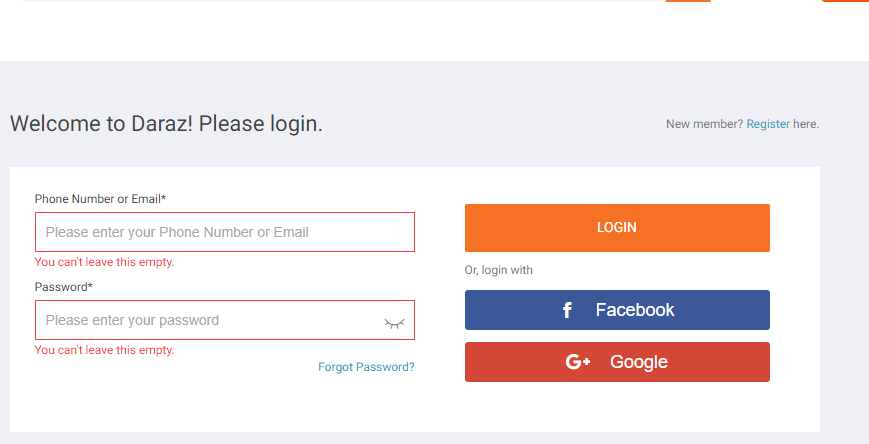 Welcome to Daraz! Please login.
New member? Register here.
Phone Number or Email*
Please enter your Phone Number or Email
You can't leave this empty.
Password*
Please enter your password
You can't leave this empty.
Forgot Password?
LOGIN
Or, login with
f Facebook
G+ Google